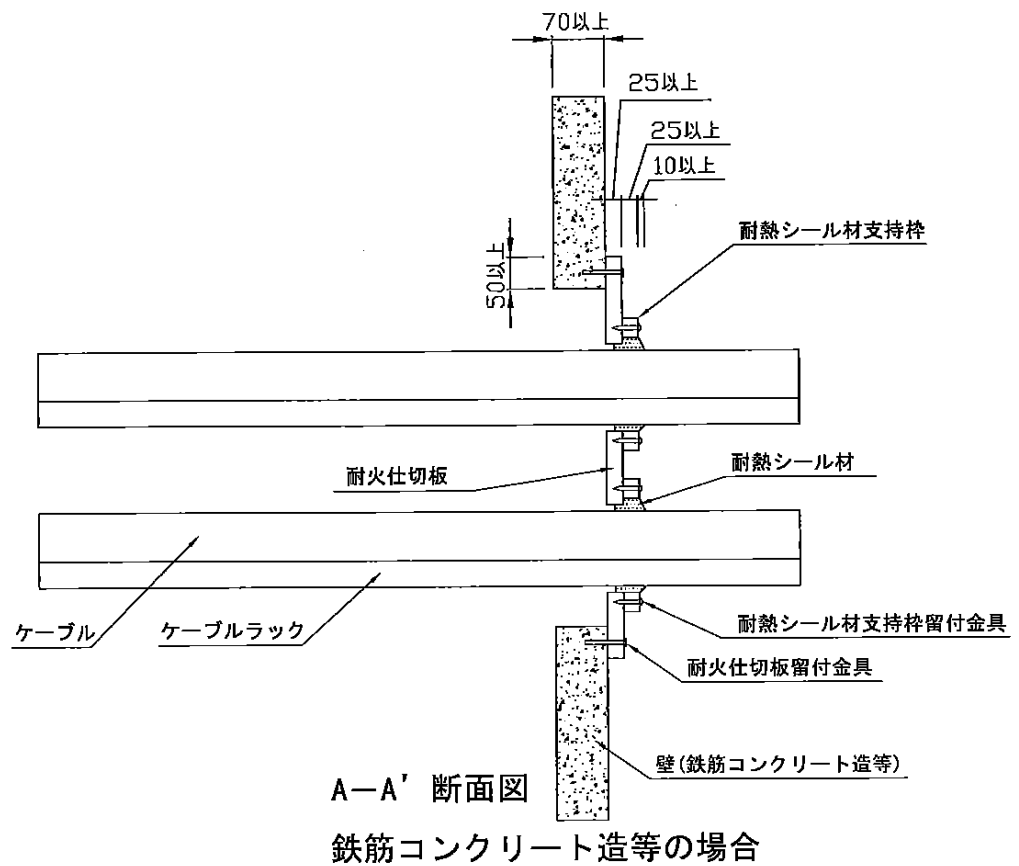 70以上
25以上
25以上
10以上
耐熱シール材支持枠
50以上
耐火仕切板
耐熱シール材
ケーブル
ケーブルラック
耐熱シール材支持枠留付金具
耐火仕切板留付金具
壁(鉄筋コンクリート造等)
A−A' 断面図
鉄筋コンクリート造等の場合